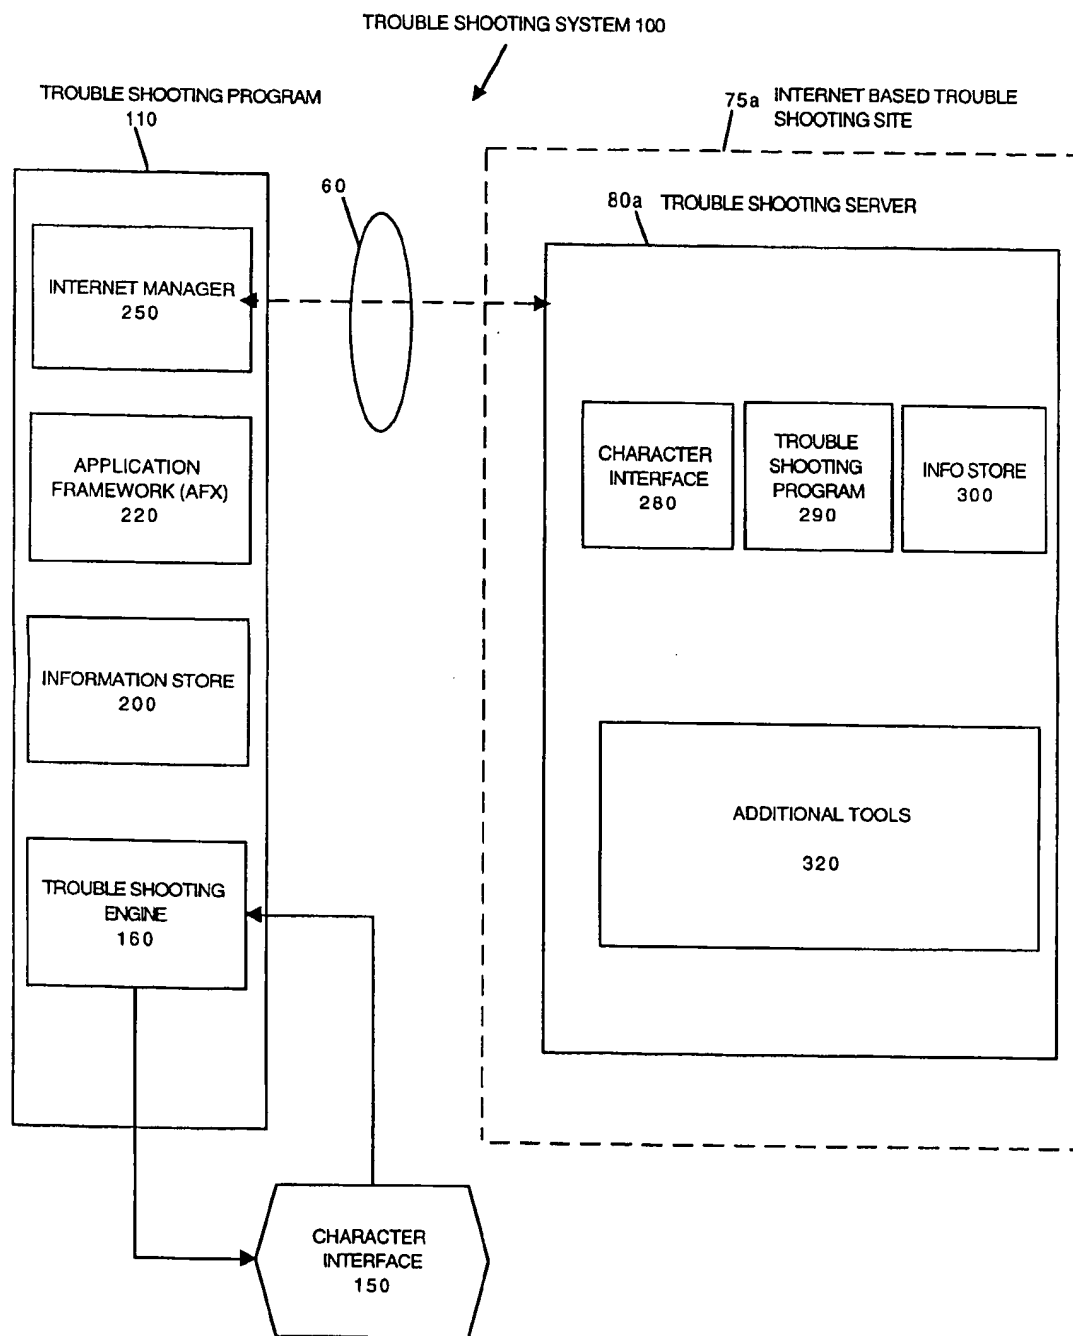 TROUBLE SHOOTING SYSTEM 100
TROUBLE SHOOTING PROGRAM
110
75a INTERNET BASED TROUBLE
SHOOTING SITE
60
80a TROUBLE SHOOTING SERVER
INTERNET MANAGER
250
APPLICATION
FRAMEWORK (AFX)
220
CHARACTER
INTERFACE
280
TROUBLE
SHOOTING
PROGRAM
290
INFO STORE
300
INFORMATION STORE
200
ADDITIONAL TOOLS
320
TROUBLE SHOOTING
ENGINE
160
CHARACTER
INTERFACE
150